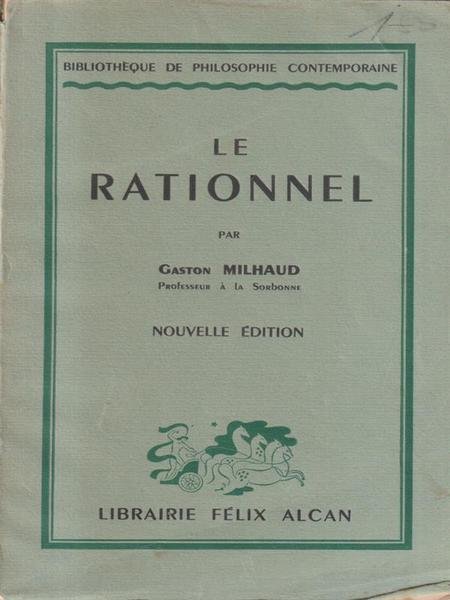 BIBLIOTHÈQUE DE PHILOSOPHIE CONTEMPORAINE
LE
RATIONNEL
PAR
Gaston MILHAUD
Professeur à la Sorbonne
NOUVELLE ÉDITION
LIBRAIRIE FÉLIX ALCAN